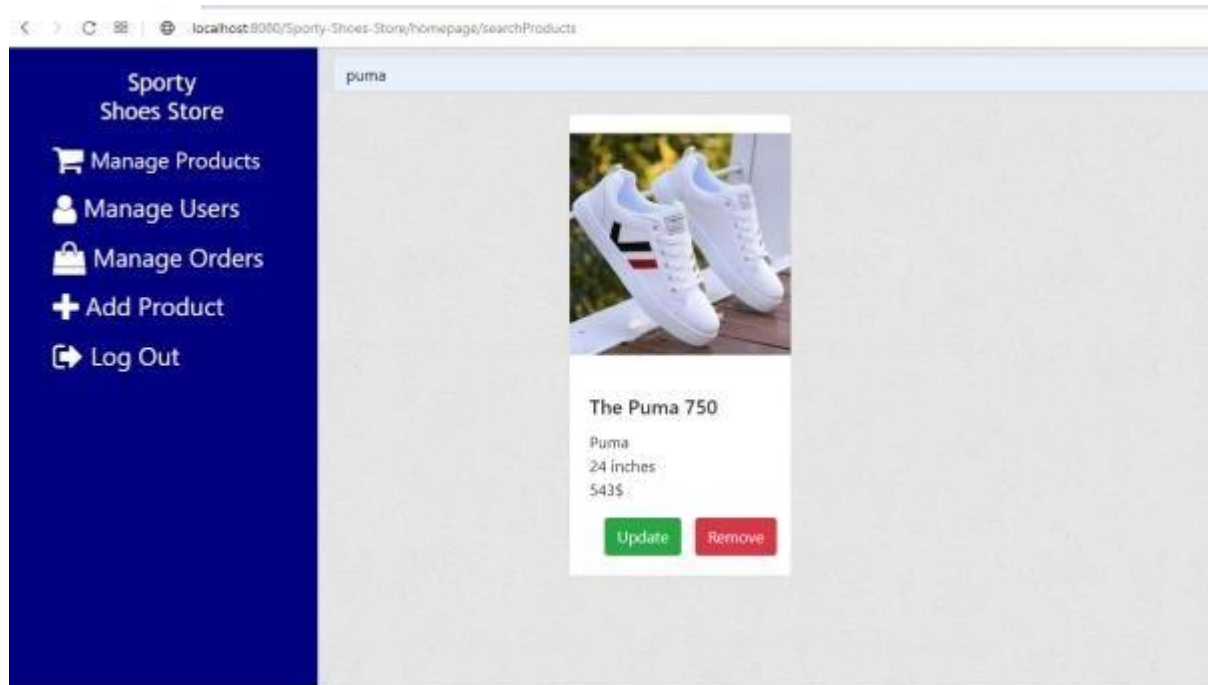 localhost:8080/Sporty-Shoes-Store/homepage/searchProducts
Sporty
Shoes Store
Manage Products
Manage Users
Manage Orders
Add Product
Log Out
puma
The Puma 750
Puma
24 inches
543$
Update
Remove